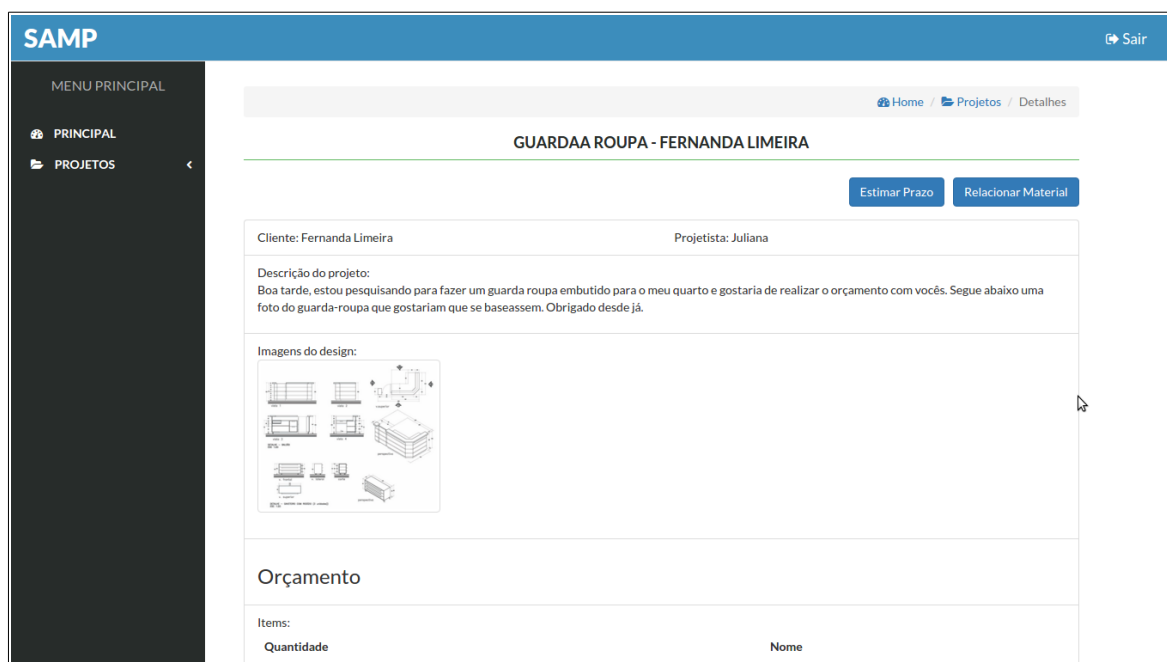 SAMP
Sair
MENU PRINCIPAL
PRINCIPAL
PROJETOS
Home / Projetos / Detalhes
GUARDAA ROUPA - FERNANDA LIMEIRA
Estimar Prazo
Relacionar Material
Cliente: Fernanda Limeira
Projetista: Juliana
Descrição do projeto:
Boa tarde, estou pesquisando para fazer um guarda roupa embutido para o meu quarto e gostaria de realizar o orçamento com vocês. Segue abaixo uma
foto do guarda-roupa que gostariam que se baseassem. Obrigado desde já.
Imagens do design:
Orçamento
Items:
Quantidade
Nome